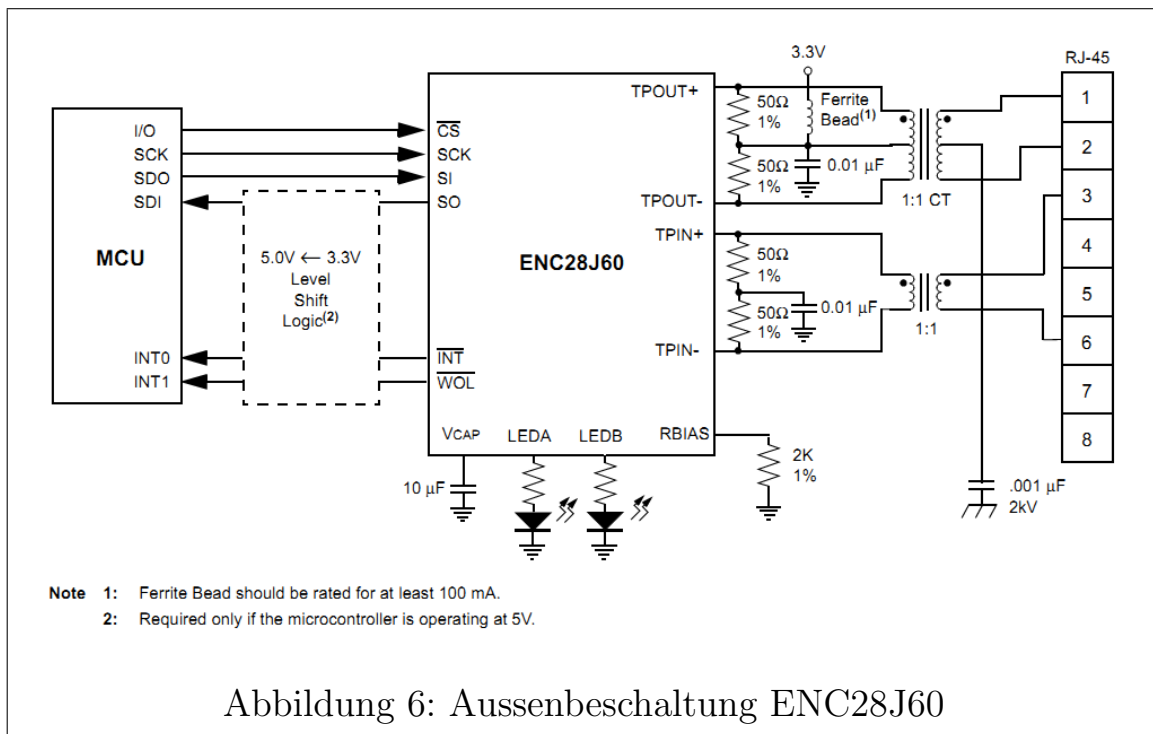 3.3V
RJ-45
MCU
I/O
SCK
SDO
SDI
INT0
INT1
5.0V ← 3.3V
Level
Shift
Logic(2)
CS
SCK
SI
SO
INT
WOL
ENC28J60
TPOUT+
TPOUT-
TPIN+
TPIN-
RBIAS
VCAP
LEDA
LEDB
10 µF
50Ω
1%
50Ω
1%
Ferrite
Bead(1)
0.01 µF
1:1 CT
50Ω
1%
50Ω
1%
0.01 µF
1:1
2K
1%
1
2
3
4
5
6
7
8
.001 µF
2kV
Note 1: Ferrite Bead should be rated for at least 100 mA.
2: Required only if the microcontroller is operating at 5V.
Abbildung 6: Aussenbeschaltung ENC28J60